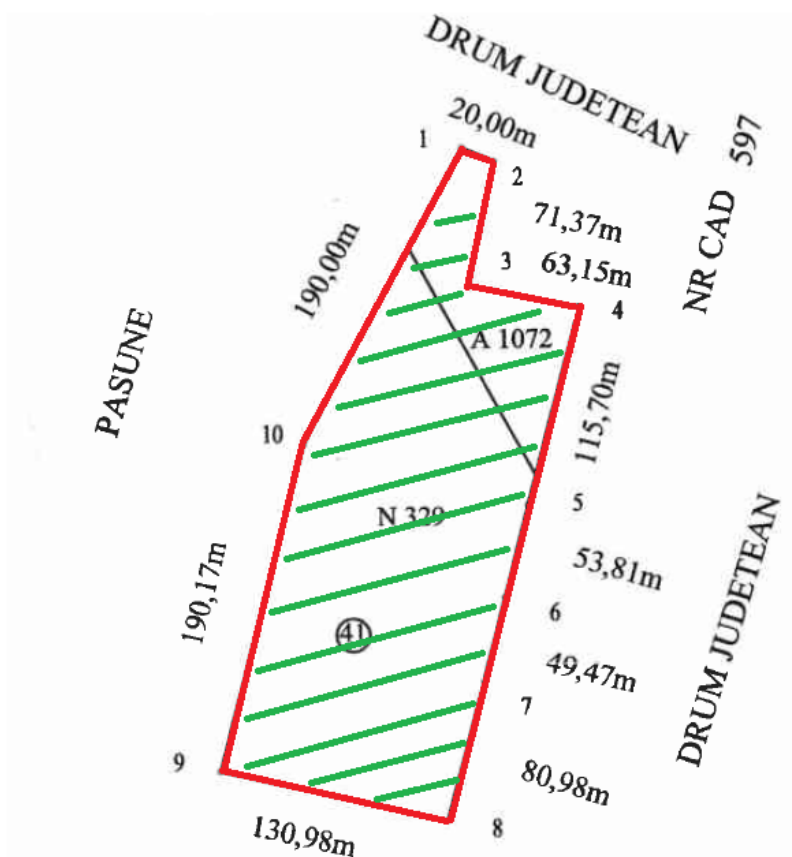 DRUM JUDETEAN
20,00m
1
2
NR CAD 597
71,37m
3
63,15m
4
190,00m
A 1072
PASUNE
115,70m
10
5
N 329
53,81m
DRUM JUDETEAN
190,17m
6
41
49,47m
7
9
80,98m
130,98m
8